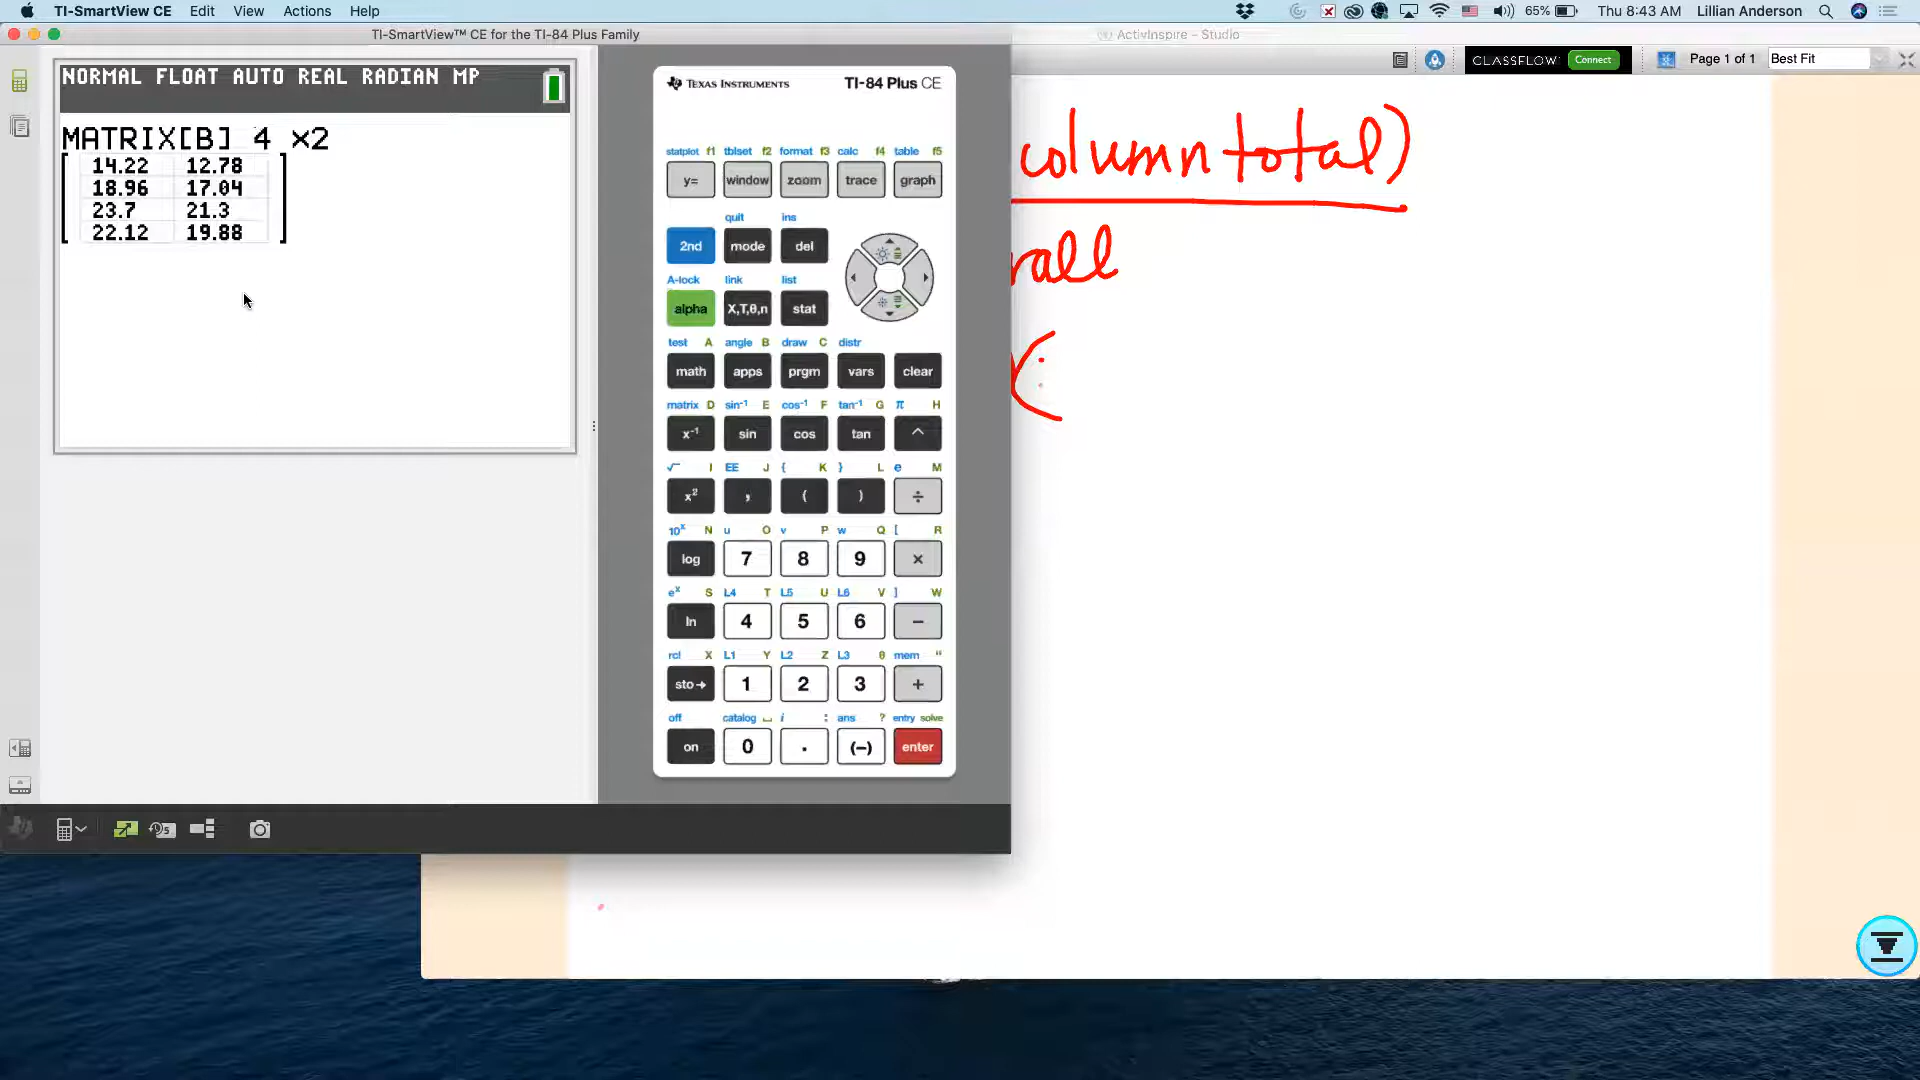 TI-SmartView CE Edit View Actions Help 65% Thu 8:43 AM Lillian Anderson
TI-SmartView™ CE for the TI-84 Plus Family
ActivInspire - Studio
CLASSFLOW Connect Page 1 of 1 Best Fit
NORMAL FLOAT AUTO REAL RADIAN MP
MATRIX[B] 4 ×2
14.22 12.78
18.96 17.04
23.7 21.3
22.12 19.88
TEXAS INSTRUMENTS TI-84 Plus CE
statplot f1 tblset f2 format f3 calc f4 table f5
y= window zoom trace graph
quit ins
2nd mode del
A-lock link list
alpha X,T,θ,n stat
test A angle B draw C distr
math apps prgm vars clear
matrix D sin⁻¹ E cos⁻¹ F tan⁻¹ G π H
x⁻¹ sin cos tan ^
√ I EE J { K } L e M
x² , ( ) ÷
10ˣ N u O v P w Q [ R
log 7 8 9 ×
eˣ S L4 T L5 U L6 V ] W
ln 4 5 6 −
rcl X L1 Y L2 Z L3 θ mem "
sto→ 1 2 3 +
off catalog ␣ i : ans ? entry solve
on 0 . (−) enter
column total)
rall